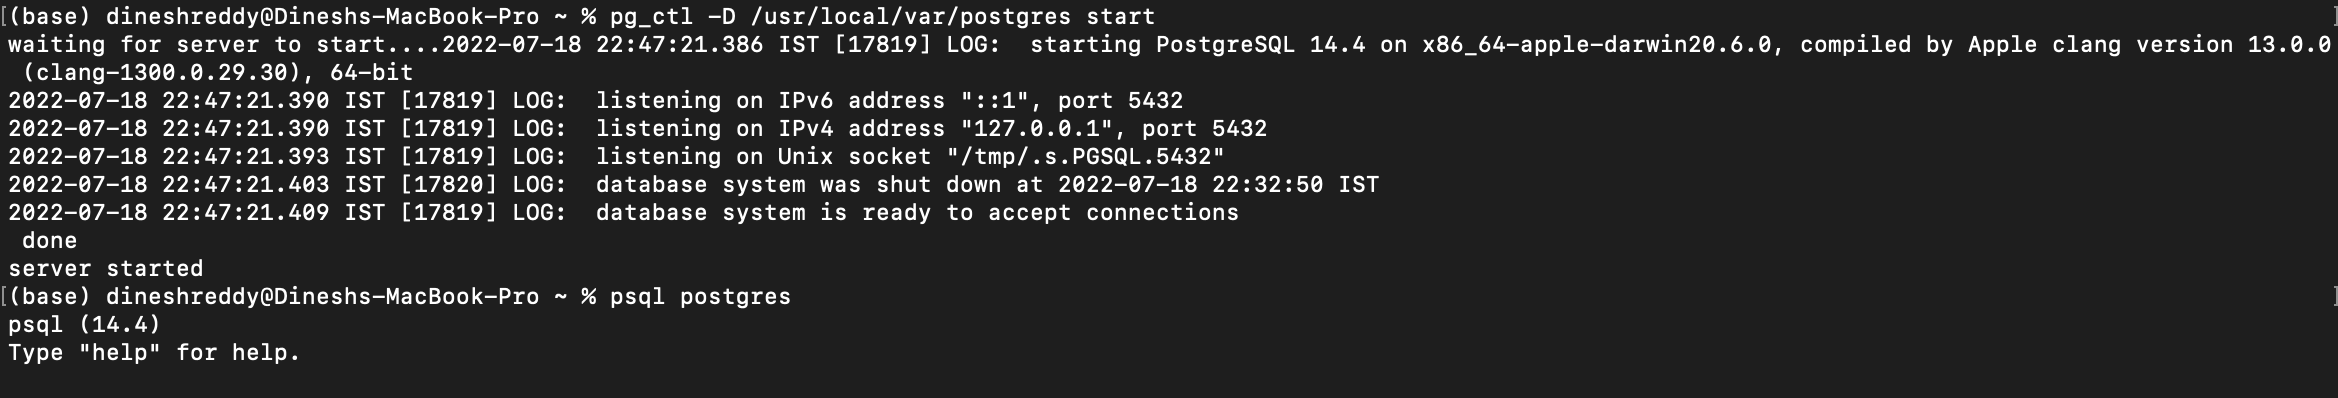 [(base) dineshreddy@Dineshs-MacBook-Pro ~ % pg_ctl -D /usr/local/var/postgres start ]
waiting for server to start....2022-07-18 22:47:21.386 IST [17819] LOG:  starting PostgreSQL 14.4 on x86_64-apple-darwin20.6.0, compiled by Apple clang version 13.0.0
 (clang-1300.0.29.30), 64-bit
2022-07-18 22:47:21.390 IST [17819] LOG:  listening on IPv6 address "::1", port 5432
2022-07-18 22:47:21.390 IST [17819] LOG:  listening on IPv4 address "127.0.0.1", port 5432
2022-07-18 22:47:21.393 IST [17819] LOG:  listening on Unix socket "/tmp/.s.PGSQL.5432"
2022-07-18 22:47:21.403 IST [17820] LOG:  database system was shut down at 2022-07-18 22:32:50 IST
2022-07-18 22:47:21.409 IST [17819] LOG:  database system is ready to accept connections
 done
server started
[(base) dineshreddy@Dineshs-MacBook-Pro ~ % psql postgres ]
psql (14.4)
Type "help" for help.